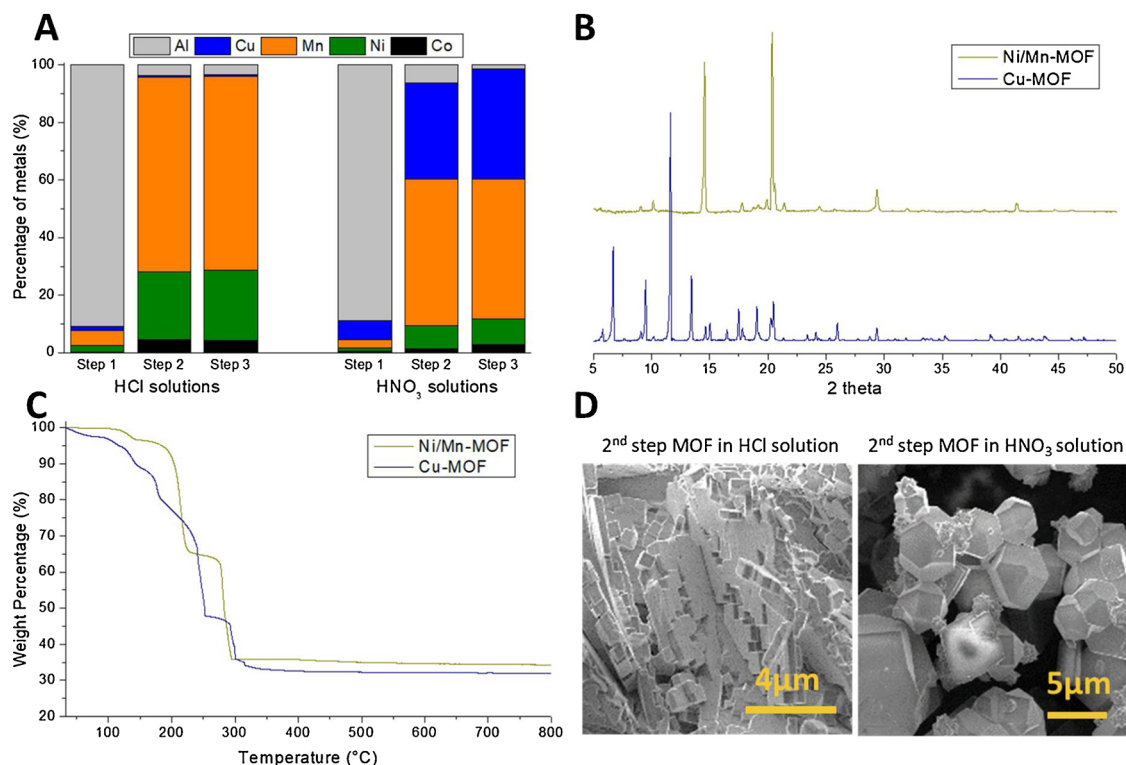 A
Al Cu Mn Ni Co
Percentage of metals (%)
100
80
60
40
20
0
Step 1 Step 2 Step 3 Step 1 Step 2 Step 3
HCl solutions HNO₃ solutions
B
Ni/Mn-MOF
Cu-MOF
5 10 15 20 25 30 35 40 45 50
2 theta
C
Ni/Mn-MOF
Cu-MOF
Weight Percentage (%)
100
90
80
70
60
50
40
30
20
100 200 300 400 500 600 700 800
Temperature (°C)
D
2nd step MOF in HCl solution
2nd step MOF in HNO₃ solution
4μm
5μm